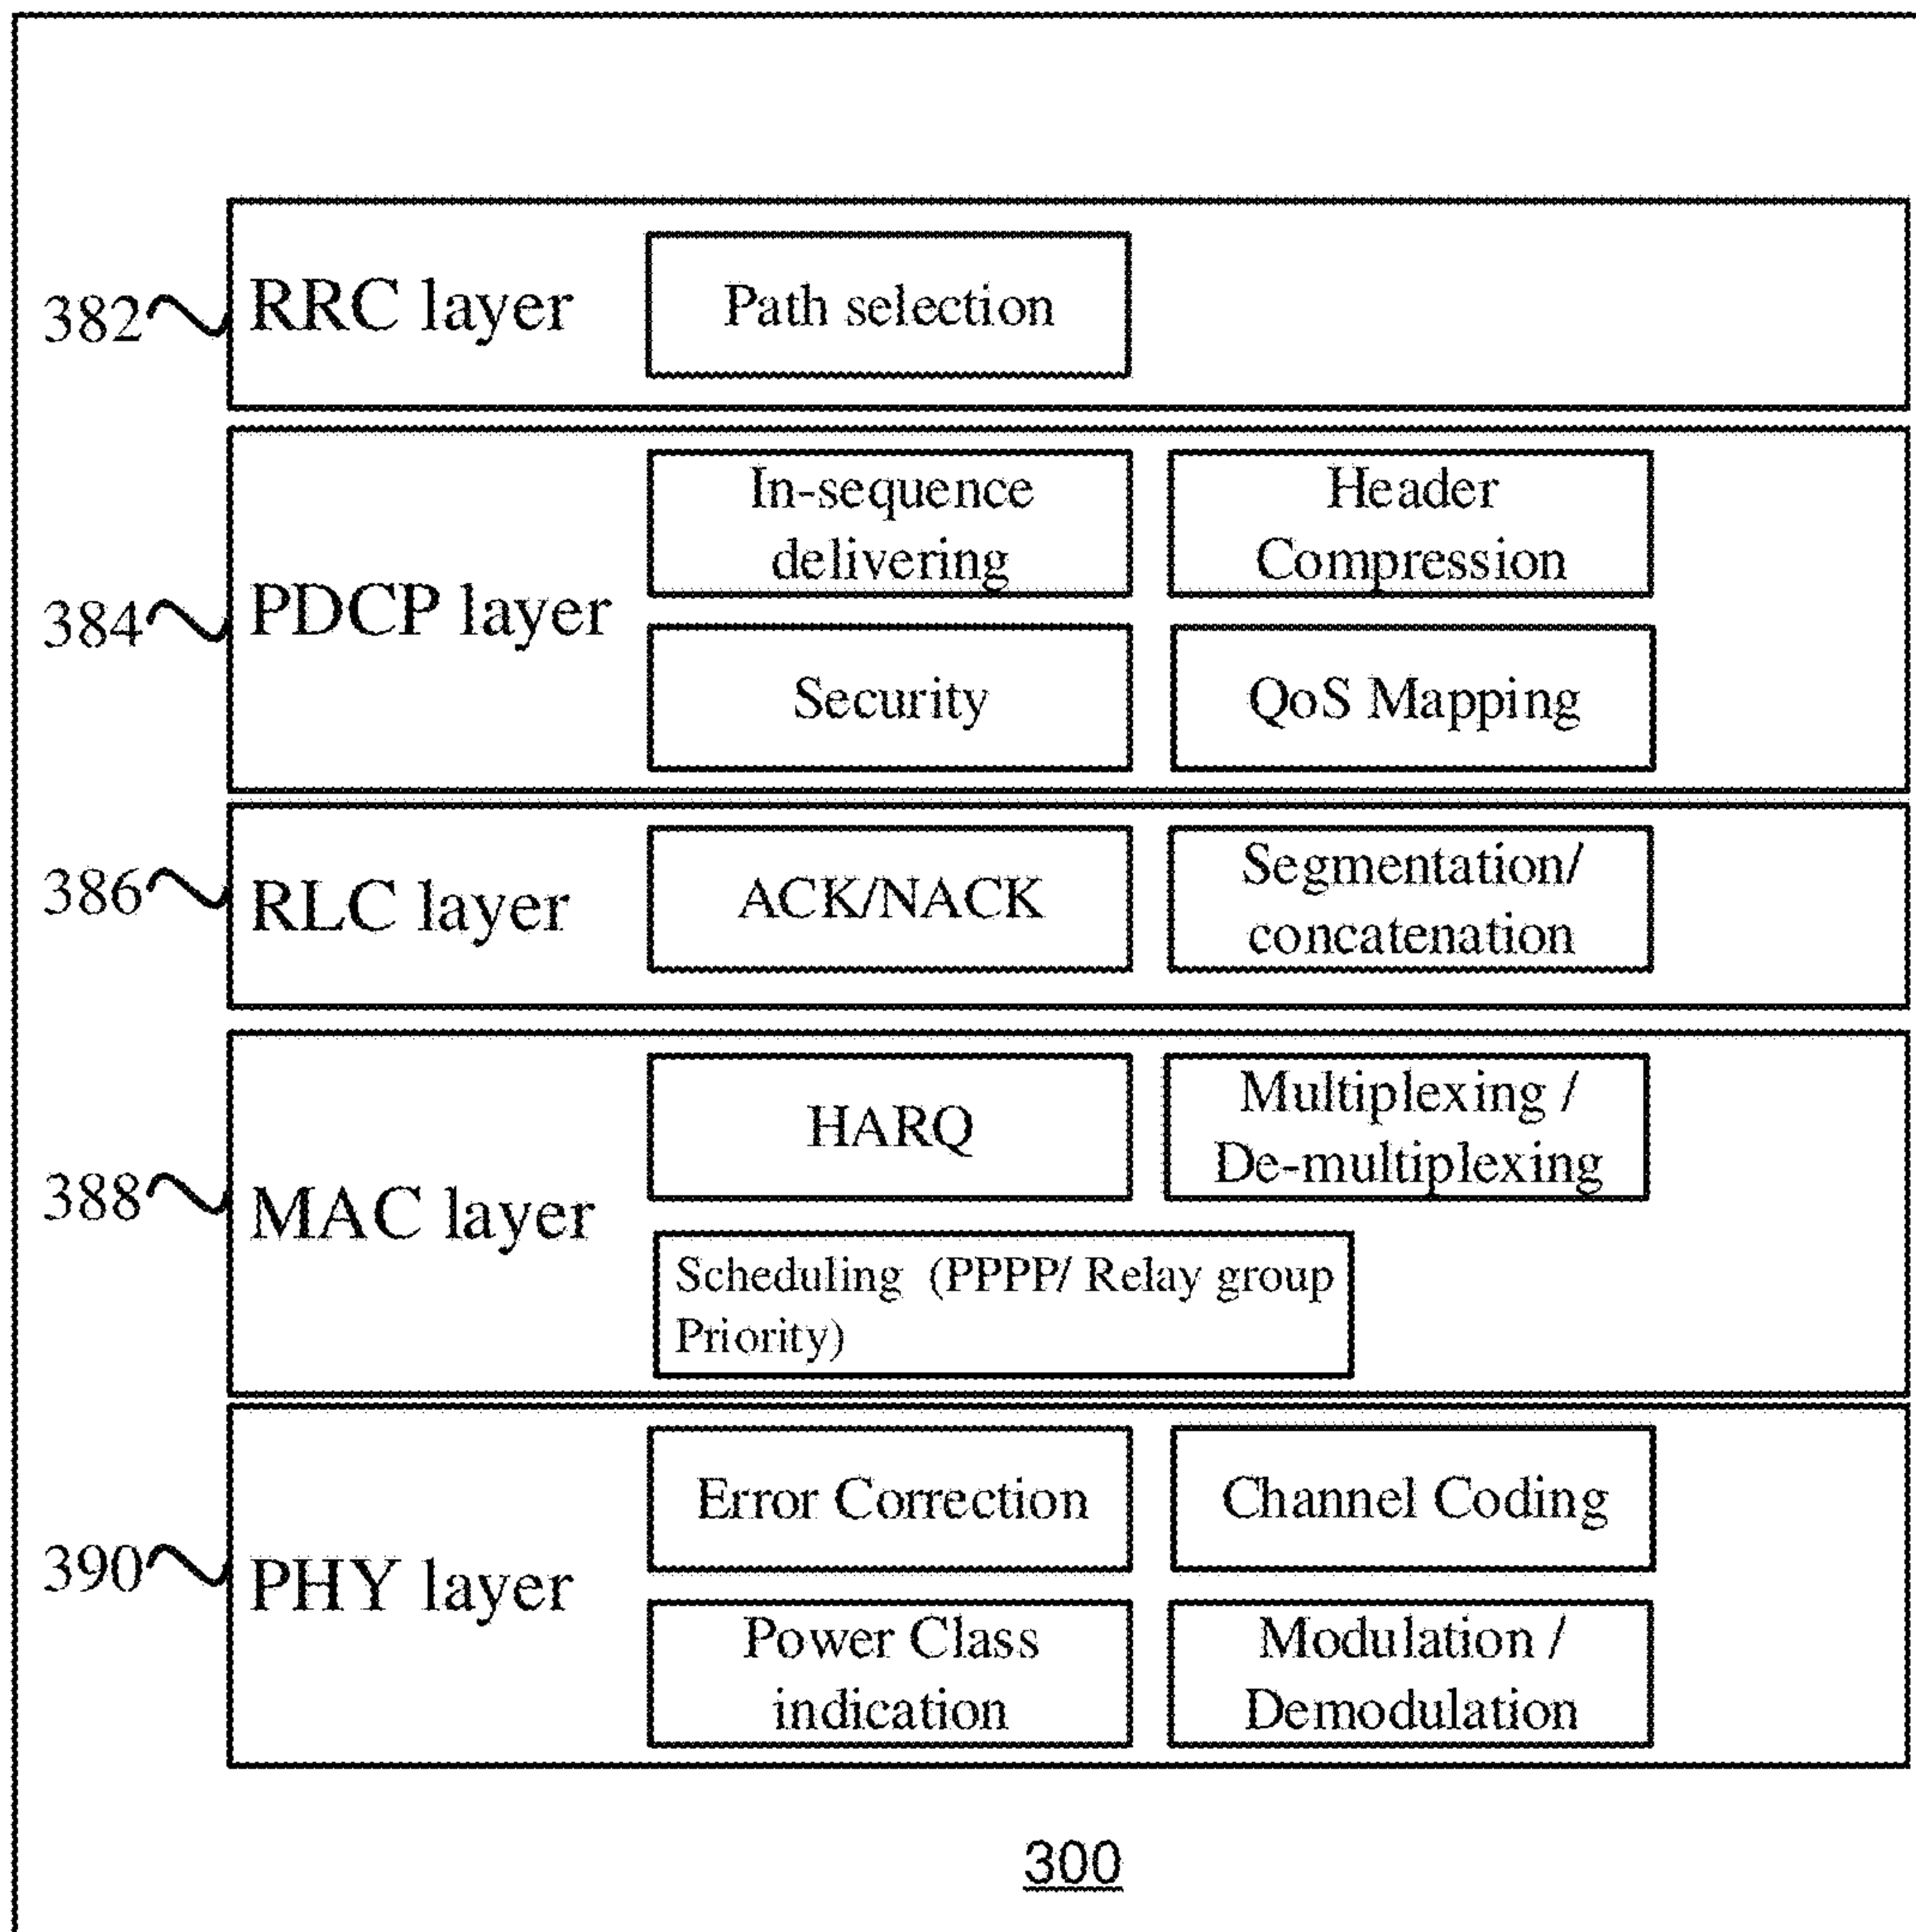 382
RRC layer
Path selection
384
PDCP layer
In-sequence
delivering
Header
Compression
Security
QoS Mapping
386
RLC layer
ACK/NACK
Segmentation/
concatenation
388
MAC layer
HARQ
Multiplexing /
De-multiplexing
Scheduling (PPPP/ Relay group
Priority)
390
PHY layer
Error Correction
Channel Coding
Power Class
indication
Modulation /
Demodulation
300